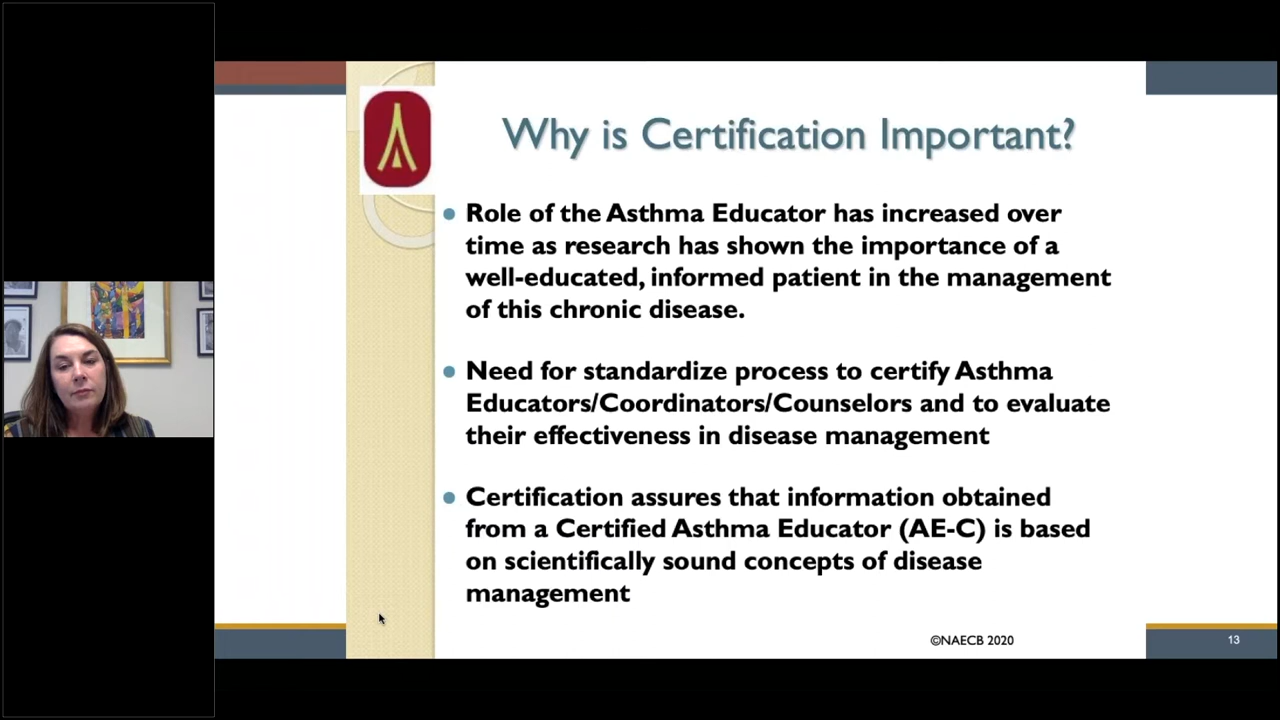 Why is Certification Important?
Role of the Asthma Educator has increased over
time as research has shown the importance of a
well-educated, informed patient in the management
of this chronic disease.
Need for standardize process to certify Asthma
Educators/Coordinators/Counselors and to evaluate
their effectiveness in disease management
Certification assures that information obtained
from a Certified Asthma Educator (AE-C) is based
on scientifically sound concepts of disease
management
©NAECB 2020
13